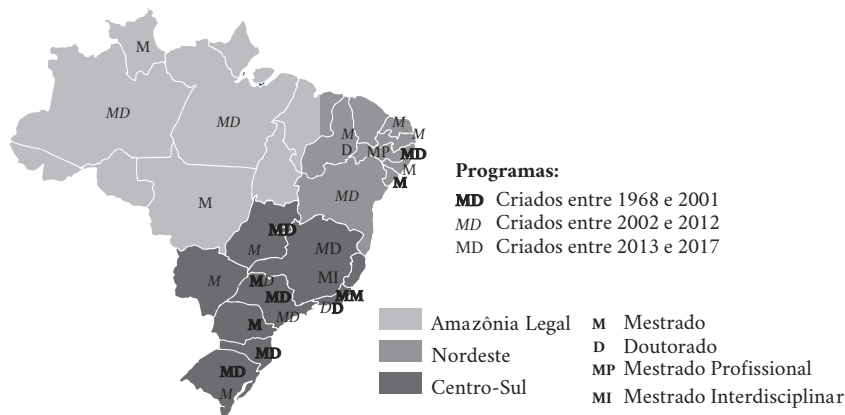 M
MD
MD
M
M
D
MP
M
M
MD
M
M
MD
M
MD
M
MD
MI
M
MD
MD
MD
MM
DD
M
MD
MD
M
Programas:
MD Criados entre 1968 e 2001
MD Criados entre 2002 e 2012
MD Criados entre 2013 e 2017
Amazônia Legal
Nordeste
Centro-Sul
M Mestrado
D Doutorado
MP Mestrado Profissional
MI Mestrado Interdisciplinar